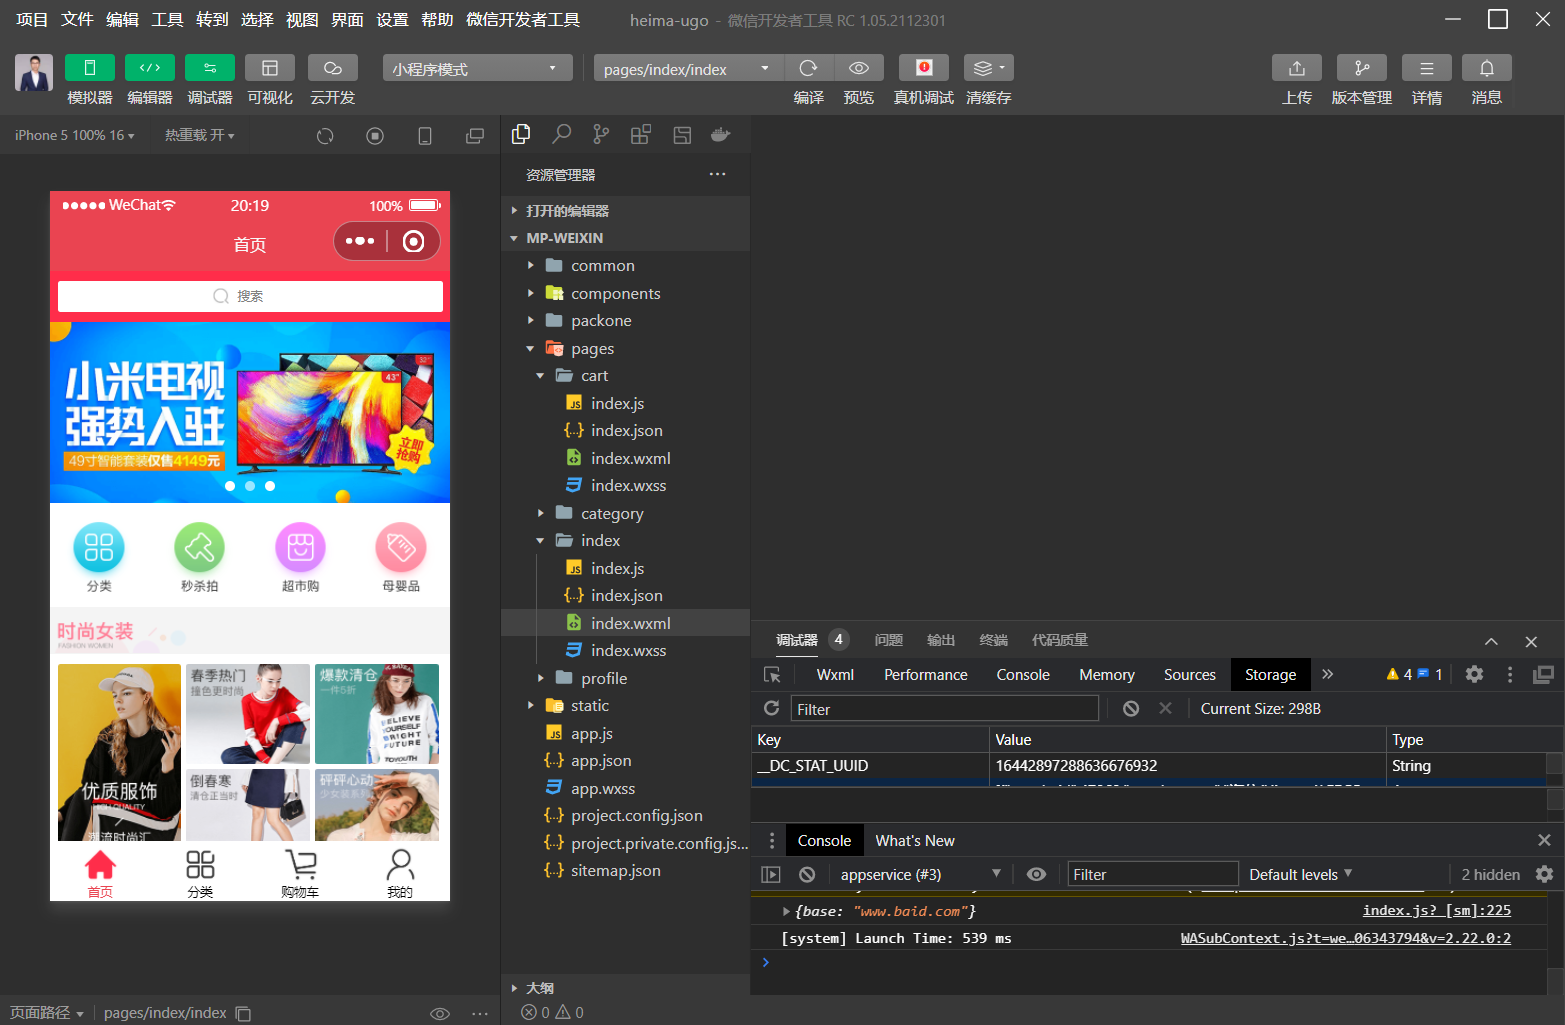 项目 文件 编辑 工具 转到 选择 视图 界面 设置 帮助 微信开发者工具 heima-ugo - 微信开发者工具 RC 1.05.2112301
小程序模式 pages/index/index
模拟器 编辑器 调试器 可视化 云开发 编译 预览 真机调试 清缓存 上传 版本管理 详情 消息
iPhone 5 100% 16 热重载 开
WeChat 20:19 100%
首页
搜索
小米电视
强势入驻
49寸智能套装仅售4149元
32"
43"
立即
抢购
分类 秒杀拍 超市购 母婴品
时尚女装
FASHION WOMEN
春季热门
撞色更时尚
爆款清仓
一件5折
BELIEVE
YOURSELF
BRIGHT
FUTURE
TOYOUTH
优质服饰
HIGH QUALITY
潮流时尚汇
倒春寒
清仓正当时
砰砰心动
少女装系列
首页 分类 购物车 我的
页面路径 pages/index/index
资源管理器
打开的编辑器
MP-WEIXIN
common
components
packone
pages
cart
JS index.js
{..} index.json
index.wxml
index.wxss
category
index
JS index.js
{..} index.json
index.wxml
index.wxss
profile
static
JS app.js
{..} app.json
app.wxss
{..} project.config.json
{..} project.private.config.js...
{..} sitemap.json
大纲
0 0
调试器 4 问题 输出 终端 代码质量
Wxml Performance Console Memory Sources Storage » 4 1
Filter Current Size: 298B
Key Value Type
__DC_STAT_UUID 16442897288636676932 String
Console What's New
appservice (#3) Filter Default levels 2 hidden
{base: "www.baid.com"} index.js? [sm]:225
[system] Launch Time: 539 ms WASubContext.js?t=we…06343794&v=2.22.0:2